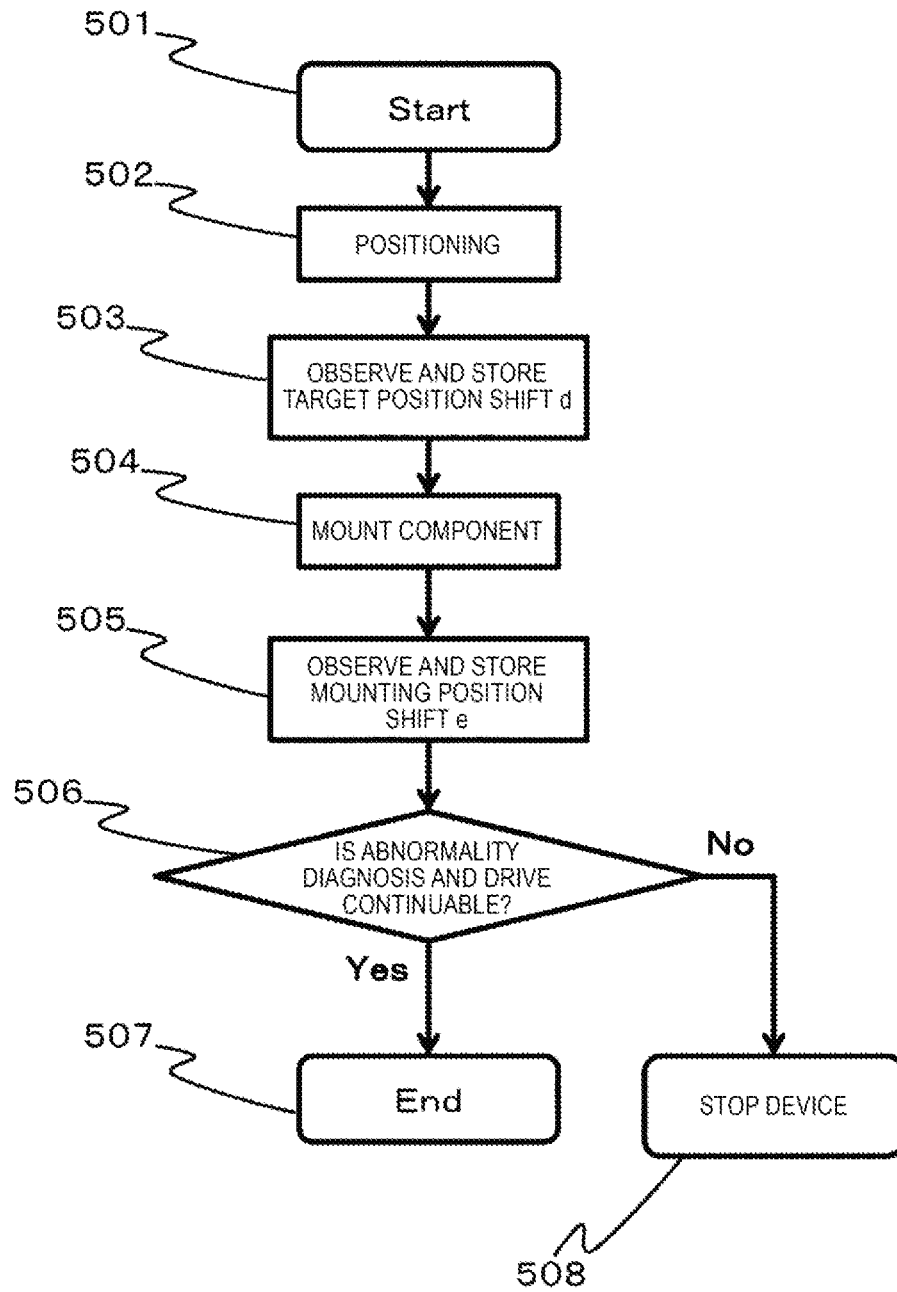 501
Start
502
POSITIONING
503
OBSERVE AND STORE
TARGET POSITION SHIFT d
504
MOUNT COMPONENT
505
OBSERVE AND STORE
MOUNTING POSITION
SHIFT e
506
IS ABNORMALITY
DIAGNOSIS AND DRIVE
CONTINUABLE?
No
Yes
507
End
STOP DEVICE
508